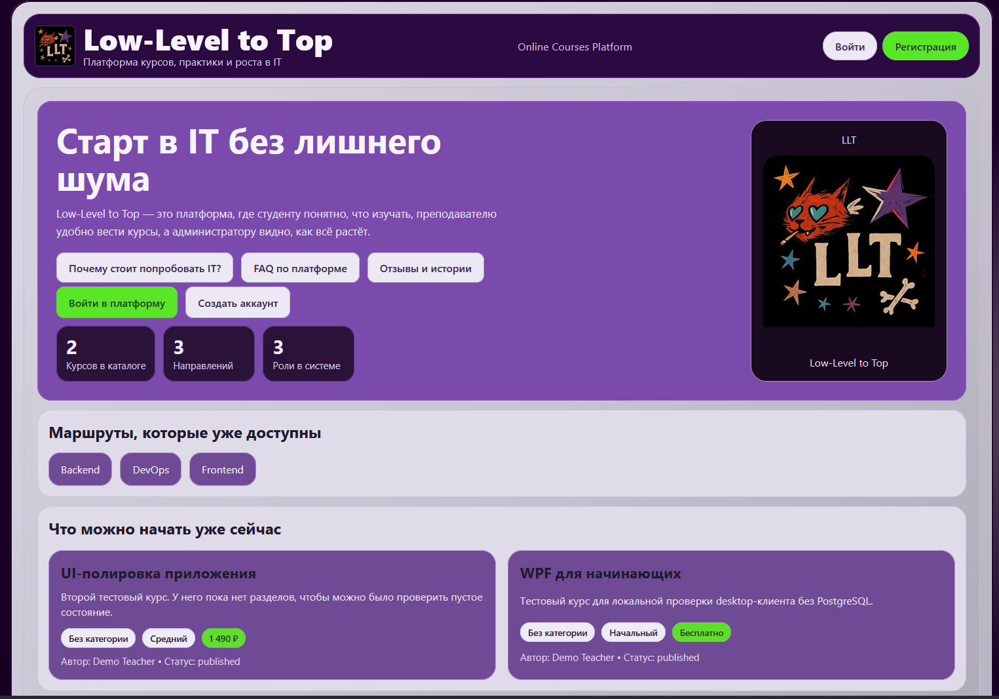 LLT
Low-Level to Top
Платформа курсов, практики и роста в IT
Online Courses Platform
Войти
Регистрация
Старт в IT без лишнего
шума
Low-Level to Top — это платформа, где студенту понятно, что изучать, преподавателю
удобно вести курсы, а администратору видно, как всё растёт.
Почему стоит попробовать IT?
FAQ по платформе
Отзывы и истории
Войти в платформу
Создать аккаунт
2
Курсов в каталоге
3
Направлений
3
Роли в системе
LLT
LLT
Low-Level to Top
Маршруты, которые уже доступны
Backend
DevOps
Frontend
Что можно начать уже сейчас
UI-полировка приложения
Второй тестовый курс. У него пока нет разделов, чтобы можно было проверить пустое
состояние.
Без категории
Средний
1 490 ₽
Автор: Demo Teacher • Статус: published
WPF для начинающих
Тестовый курс для локальной проверки desktop-клиента без PostgreSQL.
Без категории
Начальный
Бесплатно
Автор: Demo Teacher • Статус: published